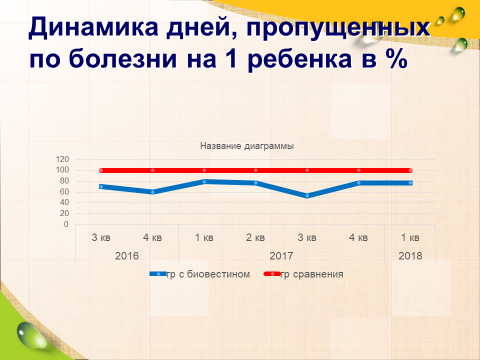 Динамика дней, пропущенных
по болезни на 1 ребенка в %
Название диаграммы
120
100
80
60
40
20
0
3 кв 4 кв 1 кв 2 кв 3 кв 4 кв 1 кв
2016 2017 2018
гр с биовестином гр сравнения